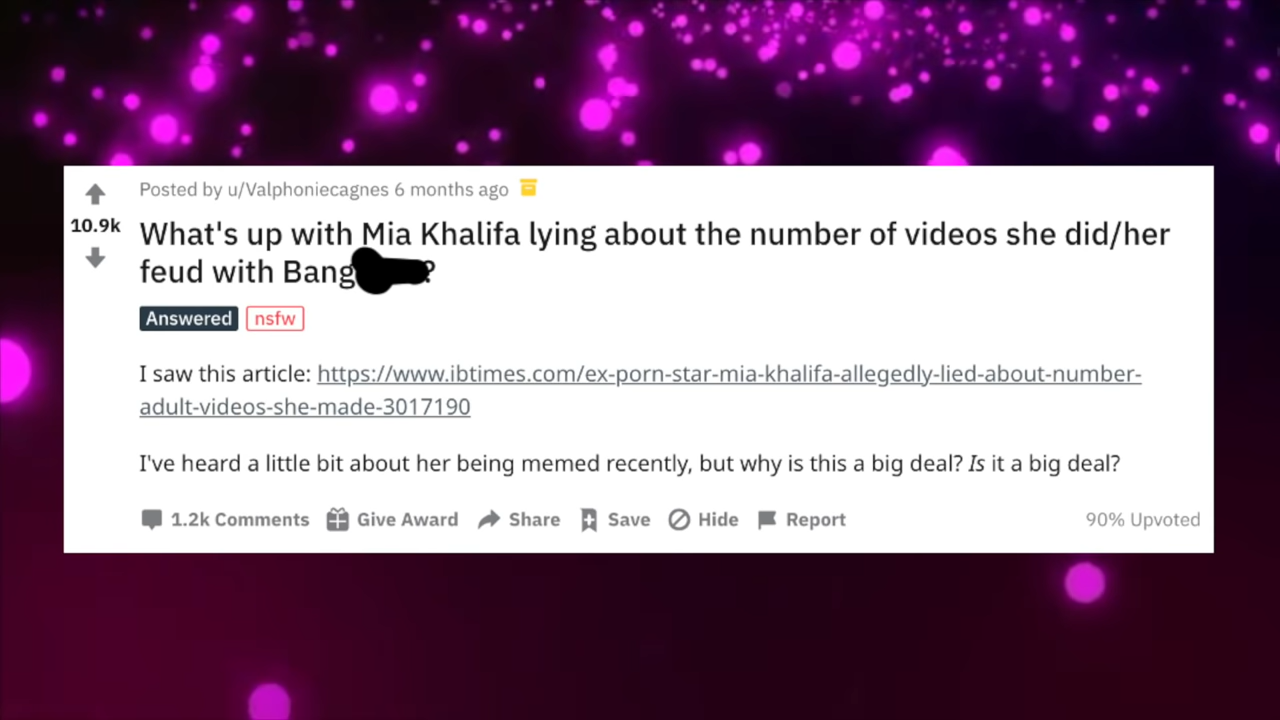 Posted by u/Valphoniecagnes 6 months ago
10.9k
What's up with Mia Khalifa lying about the number of videos she did/her
feud with Bang ?
Answered nsfw
I saw this article: https://www.ibtimes.com/ex-porn-star-mia-khalifa-allegedly-lied-about-number-
adult-videos-she-made-3017190
I've heard a little bit about her being memed recently, but why is this a big deal? Is it a big deal?
1.2k Comments Give Award Share Save Hide Report 90% Upvoted